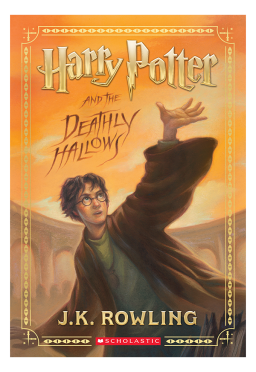 Harry Potter
AND THE
DEATHLY
HALLOWS
J.K. ROWLING
SCHOLASTIC